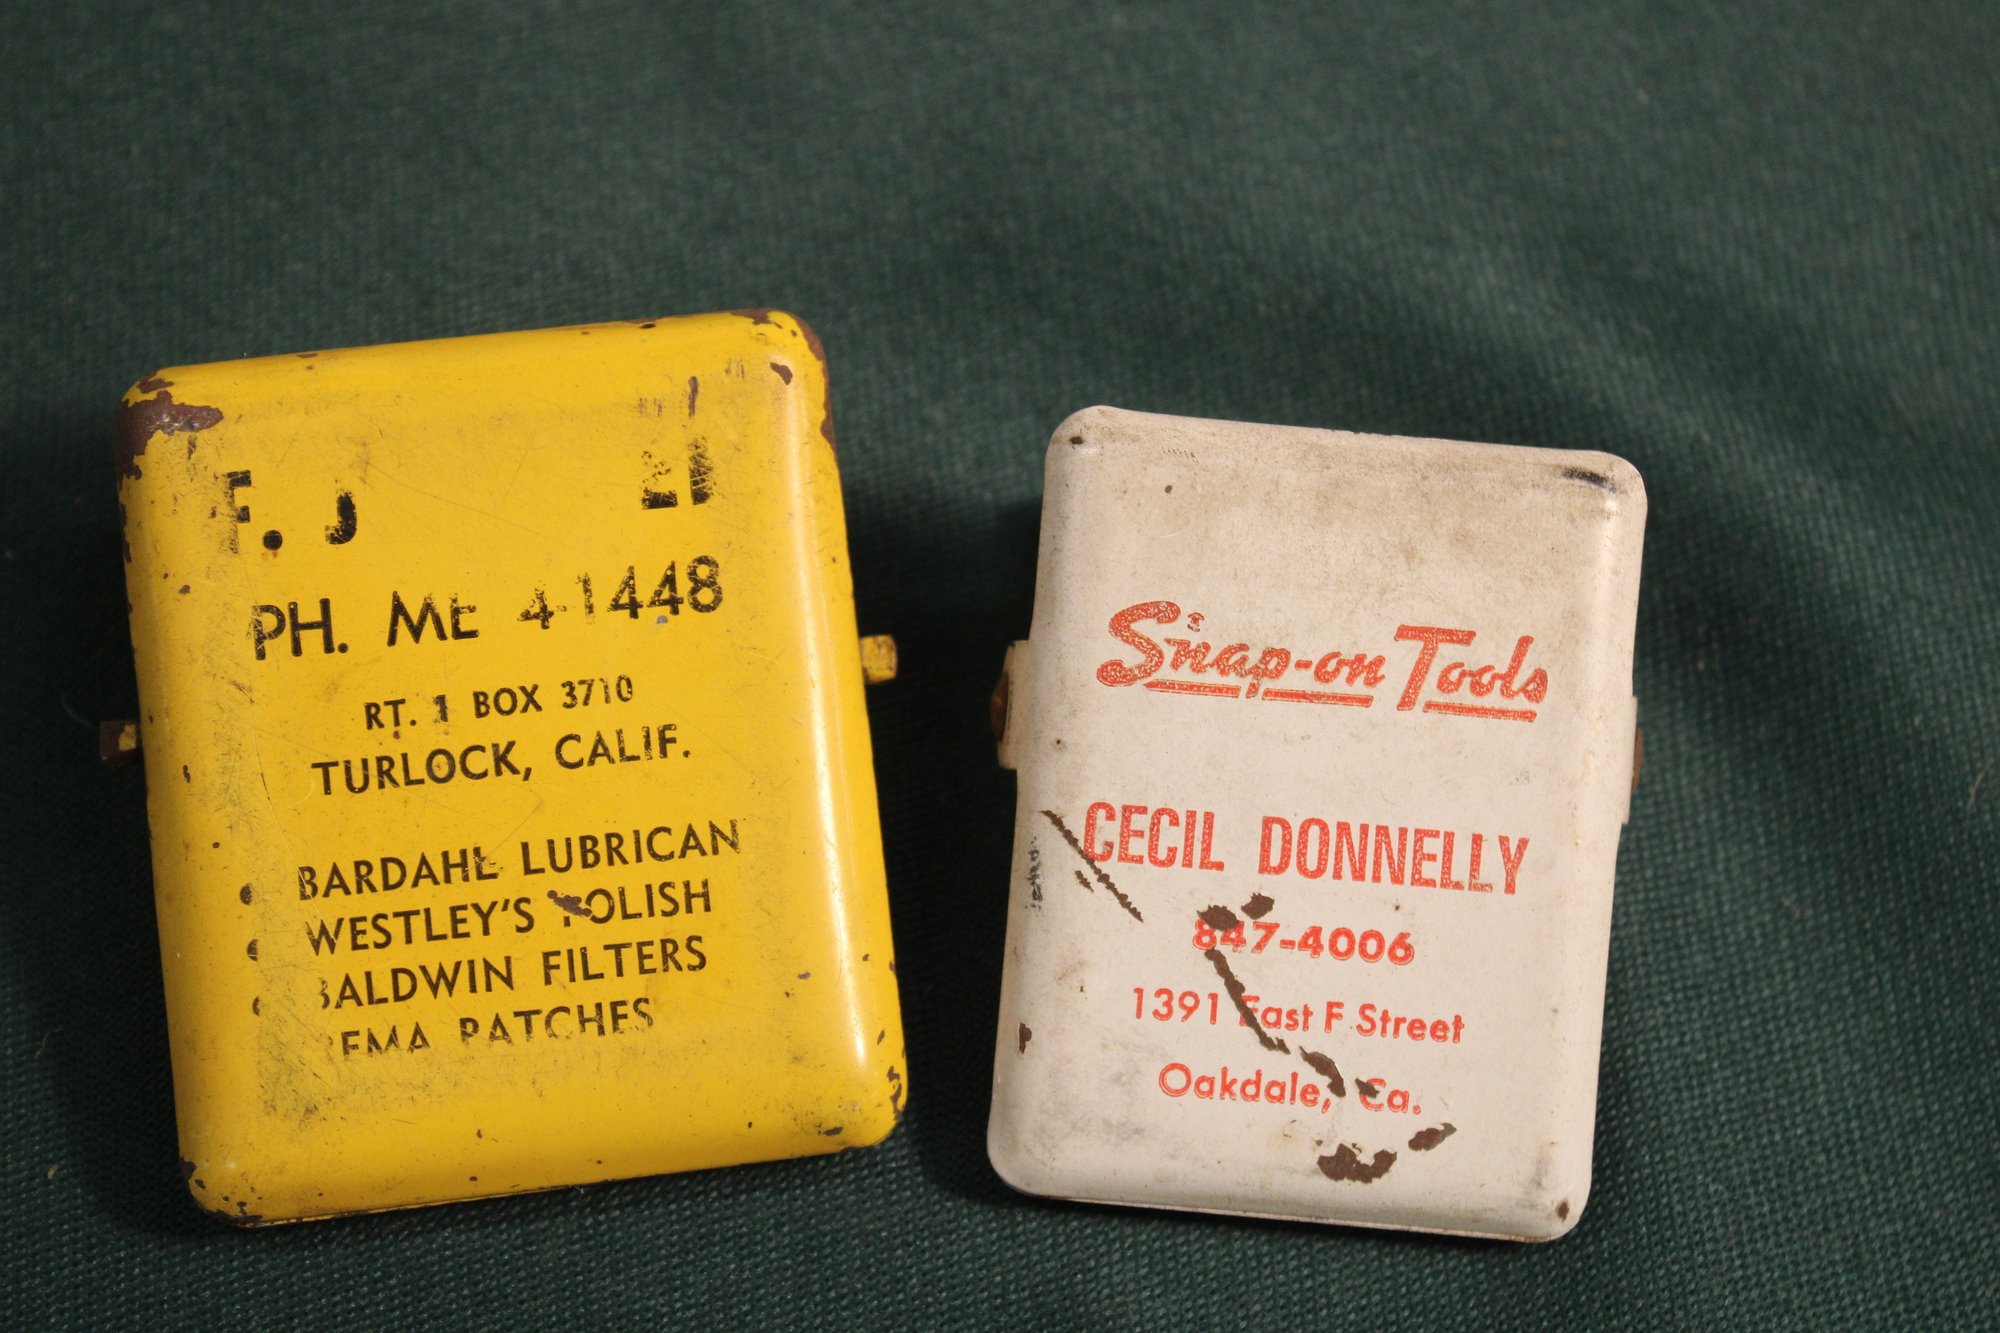 F. J
PH. ME 4-1448
RT. 1 BOX 3710
TURLOCK, CALIF.
BARDAHL LUBRICAN
WESTLEY'S POLISH
BALDWIN FILTERS
REMA PATCHES
Snap-on Tools
CECIL DONNELLY
847-4006
1391 East F Street
Oakdale, Ca.